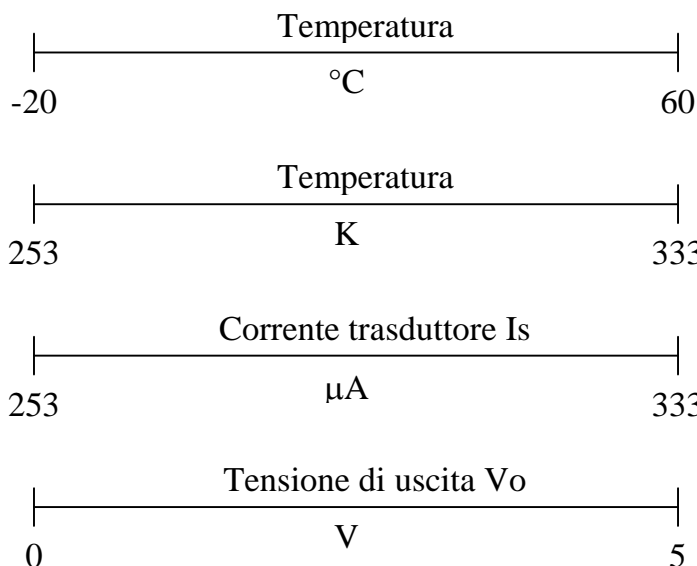 Temperatura
°C
-20 60
Temperatura
K
253 333
Corrente trasduttore Is
µA
253 333
Tensione di uscita Vo
V
0 5